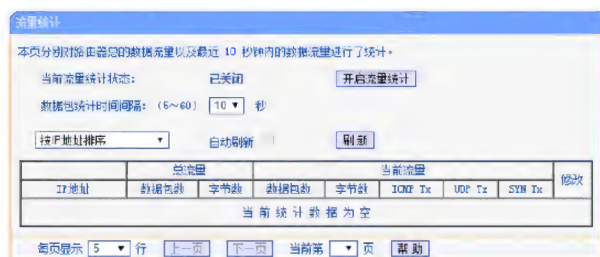 流量统计
本页分别对路由器总的数据流量以及最近 10 秒钟内的数据流量进行了统计。
当前流量统计状态: 已关闭 开启流量统计
数据包统计时间间隔: (5~60) 10 秒
按IP地址排序 自动刷新 刷新
总流量 当前流量 修改
IP地址 数据包数 字节数 数据包数 字节数 ICMP Tx UDP Tx SYN Tx
当前统计数据为空
每页显示 5 行 上一页 下一页 当前第 页 帮助